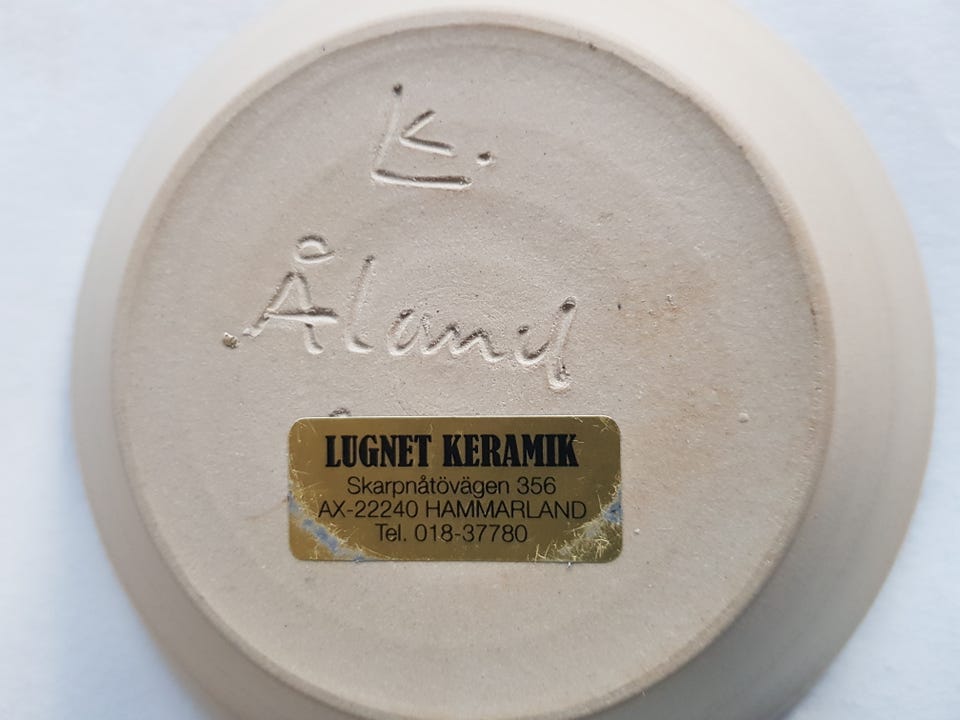 K.
Åland
LUGNET KERAMIK
Skarpnåtövägen 356
AX-22240 HAMMARLAND
Tel. 018-37780